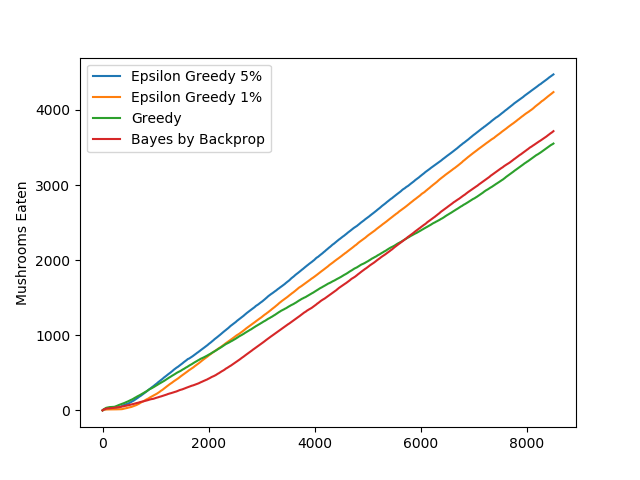 Epsilon Greedy 5%
Epsilon Greedy 1%
Greedy
Bayes by Backprop
Mushrooms Eaten
4000
3000
2000
1000
0
0 2000 4000 6000 8000